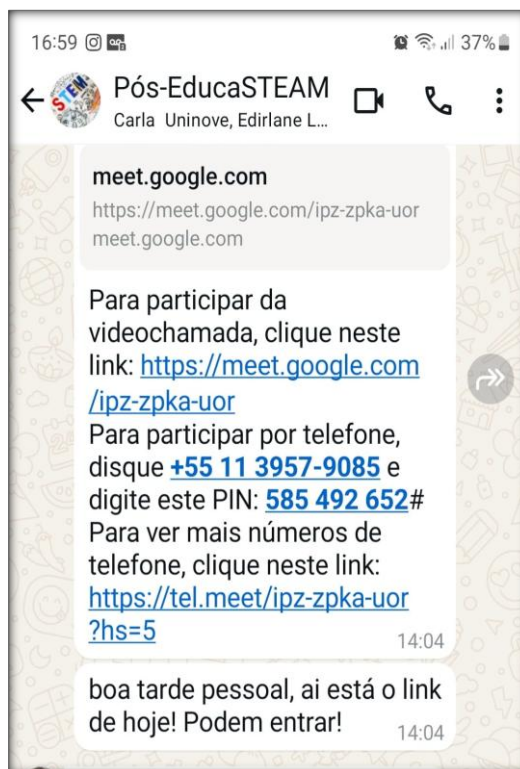 16:59
37%
Pós-EducaSTEAM
Carla Uninove, Edirlane L...
STEM
meet.google.com
https://meet.google.com/ipz-zpka-uor
meet.google.com
Para participar da
videochamada, clique neste
link: https://meet.google.com
/ipz-zpka-uor
Para participar por telefone,
disque +55 11 3957-9085 e
digite este PIN: 585 492 652#
Para ver mais números de
telefone, clique neste link:
https://tel.meet/ipz-zpka-uor
?hs=5
14:04
boa tarde pessoal, ai está o link
de hoje! Podem entrar!
14:04